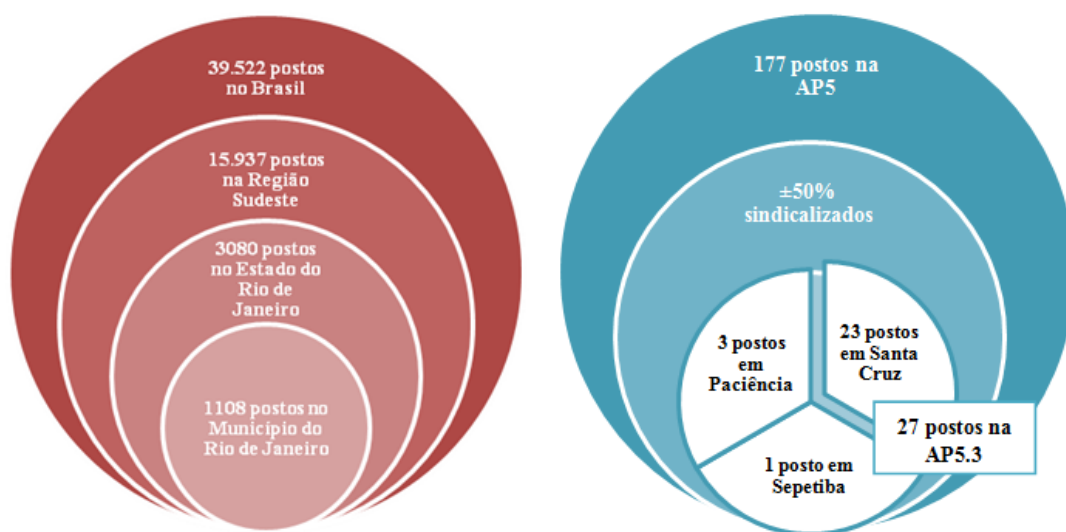 39.522 postos
no Brasil
15.937 postos
na Região
Sudeste
3080 postos
no Estado do
Rio de
Janeiro
1108 postos no
Município do
Rio de Janeiro
177 postos na
AP5
±50%
sindicalizados
3 postos
em
Paciência
23 postos
em Santa
Cruz
1 posto em
Sepetiba
27 postos na
AP5.3